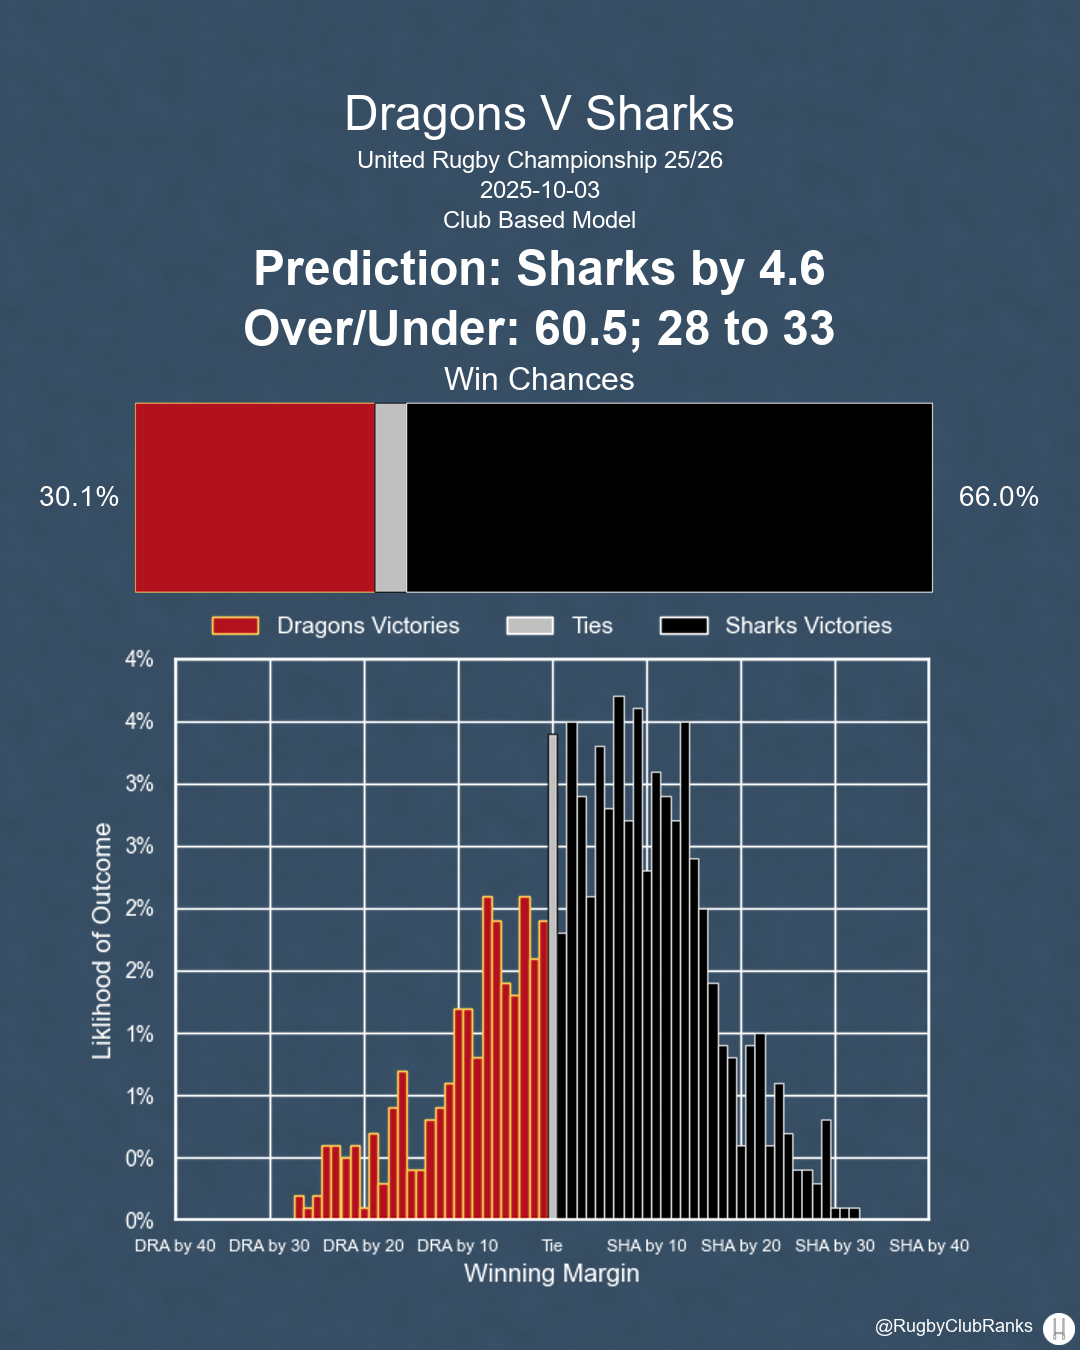 Dragons V Sharks
United Rugby Championship 25/26
2025-10-03
Club Based Model
Prediction: Sharks by 4.6
Over/Under: 60.5; 28 to 33
Win Chances
30.1%
66.0%
Dragons Victories Ties Sharks Victories
4%
4%
3%
3%
2%
2%
1%
1%
0%
0%
Liklihood of Outcome
DRA by 40 DRA by 30 DRA by 20 DRA by 10 Tie SHA by 10 SHA by 20 SHA by 30 SHA by 40
Winning Margin
@RugbyClubRanks